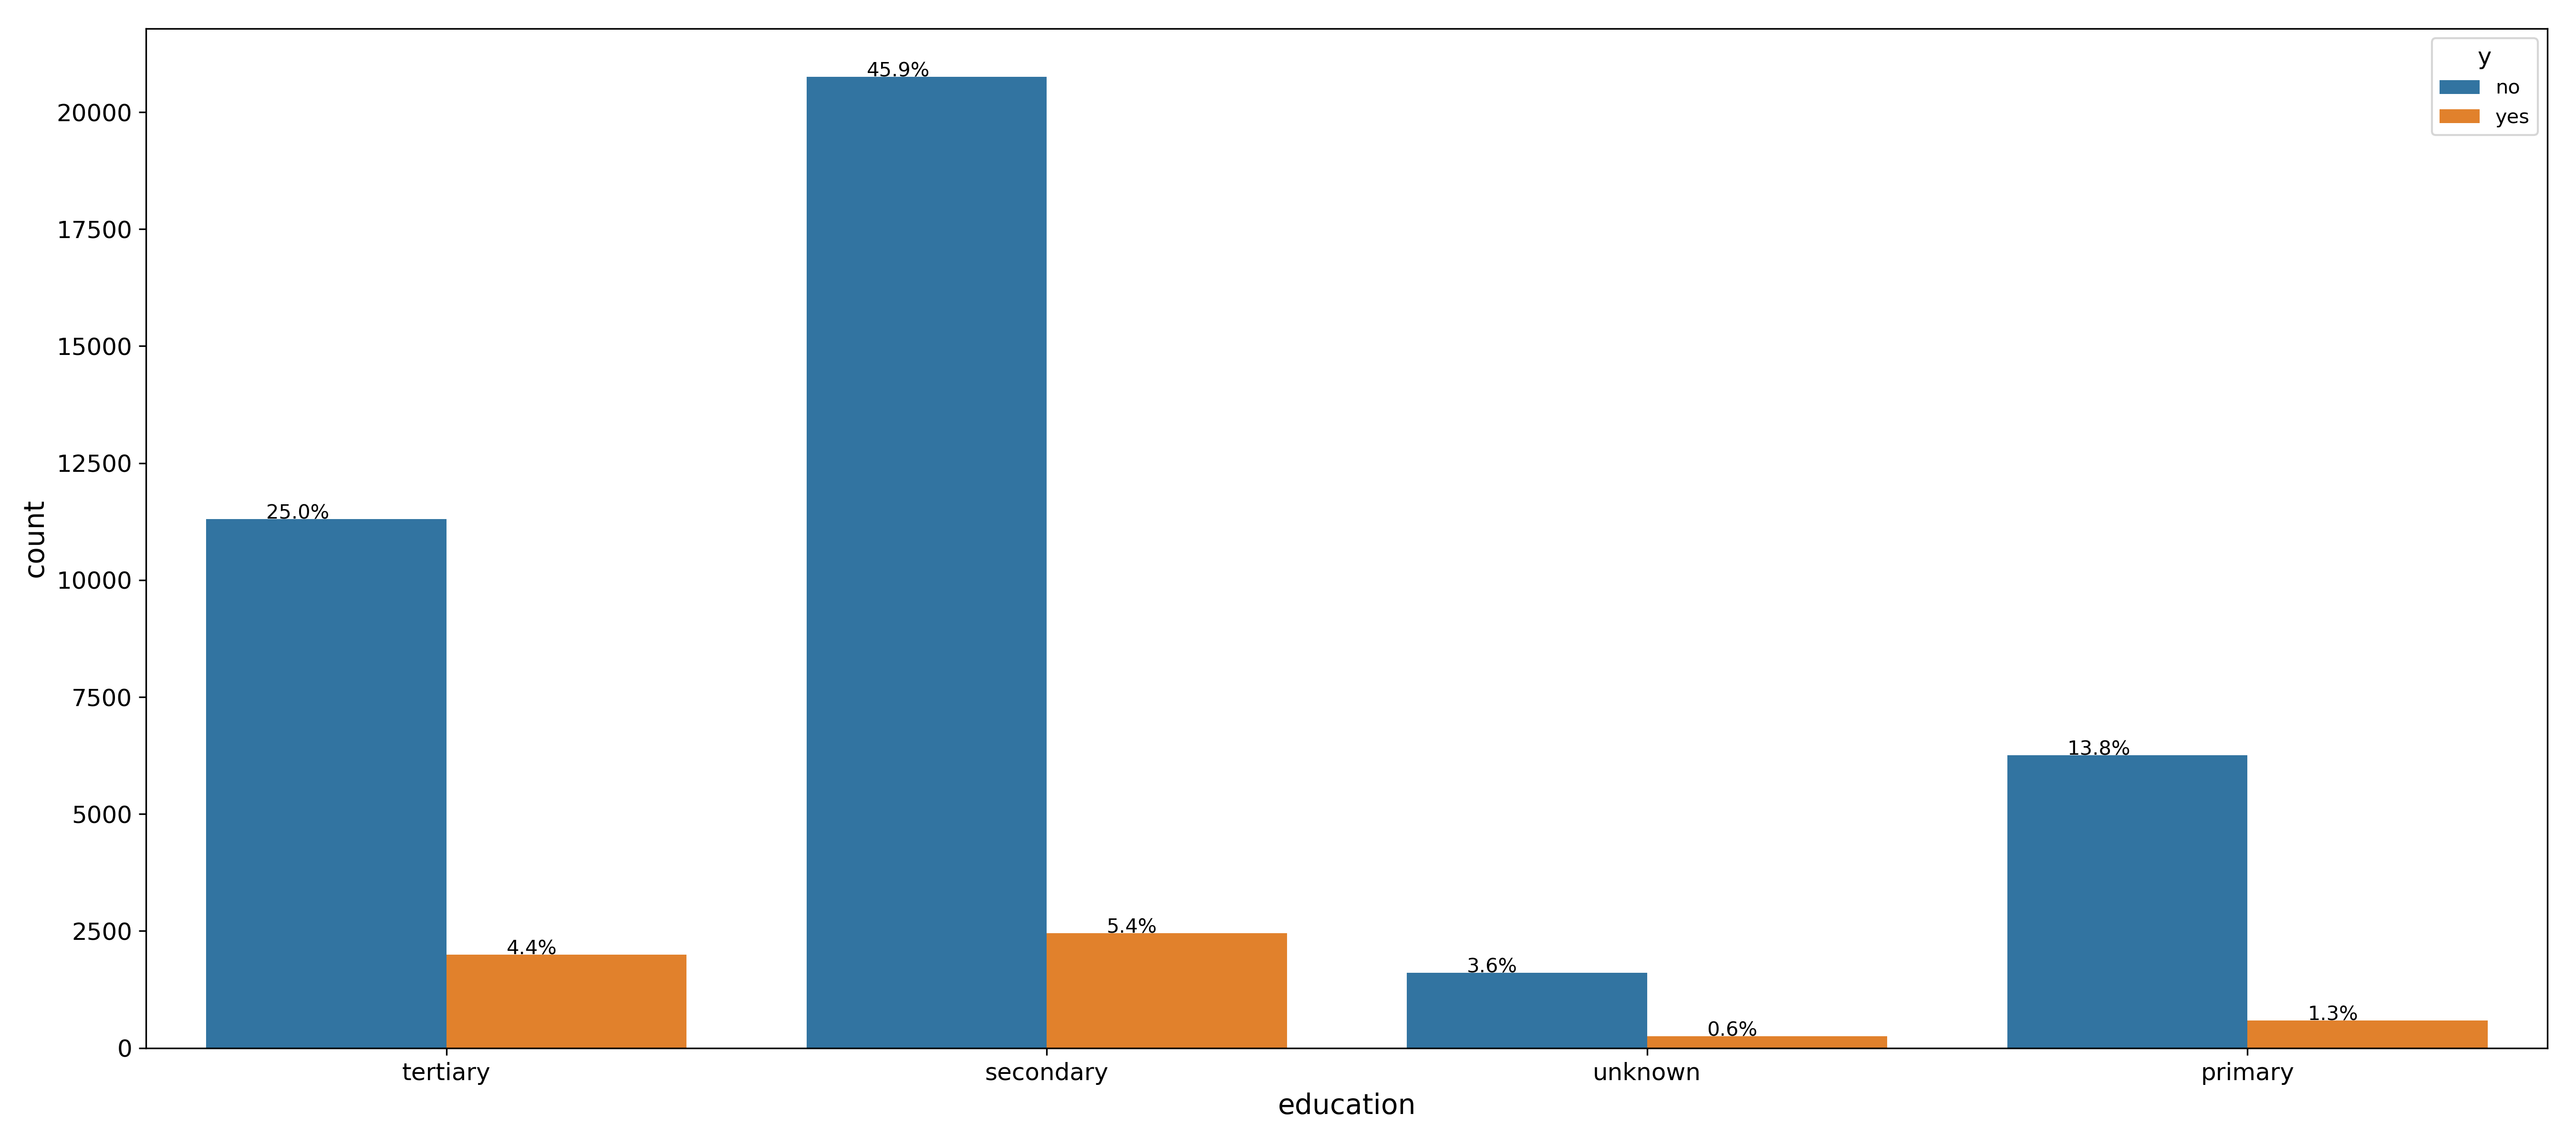 y
no
yes
count
20000
17500
15000
12500
10000
7500
5000
2500
0
25.0%
4.4%
45.9%
5.4%
3.6%
0.6%
13.8%
1.3%
tertiary
secondary
unknown
primary
education